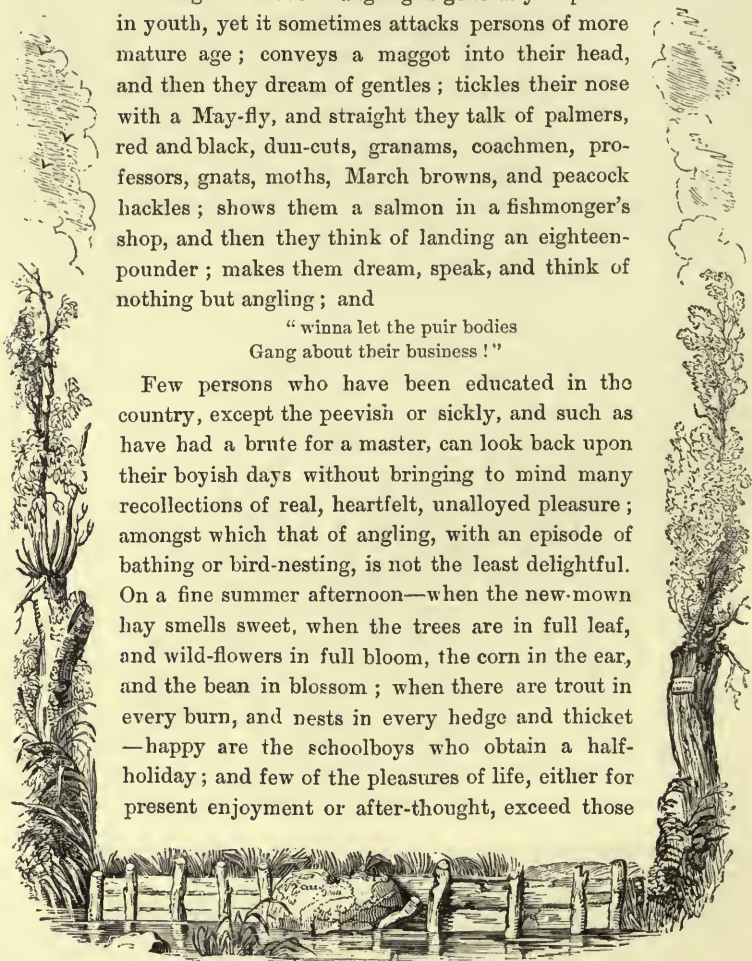 in youth, yet it sometimes attacks persons of more
mature age ; conveys a maggot into their head,
and then they dream of gentles ; tickles their nose
with a May-fly, and straight they talk of palmers,
red and black, dun-cuts, granams, coachmen, pro-
fessors, gnats, moths, March browns, and peacock
hackles ; shows them a salmon in a fishmonger's
shop, and then they think of landing an eighteen-
pounder ; makes them dream, speak, and think of
nothing but angling ; and
"winna let the puir bodies
Gang about their business !"
Few persons who have been educated in the
country, except the peevish or sickly, and such as
have had a brute for a master, can look back upon
their boyish days without bringing to mind many
recollections of real, heartfelt, unalloyed pleasure ;
amongst which that of angling, with an episode of
bathing or bird-nesting, is not the least delightful.
On a fine summer afternoon—when the new-mown
hay smells sweet, when the trees are in full leaf,
and wild-flowers in full bloom, the corn in the ear,
and the bean in blossom ; when there are trout in
every burn, and nests in every hedge and thicket
—happy are the schoolboys who obtain a half-
holiday ; and few of the pleasures of life, either for
present enjoyment or after-thought, exceed those